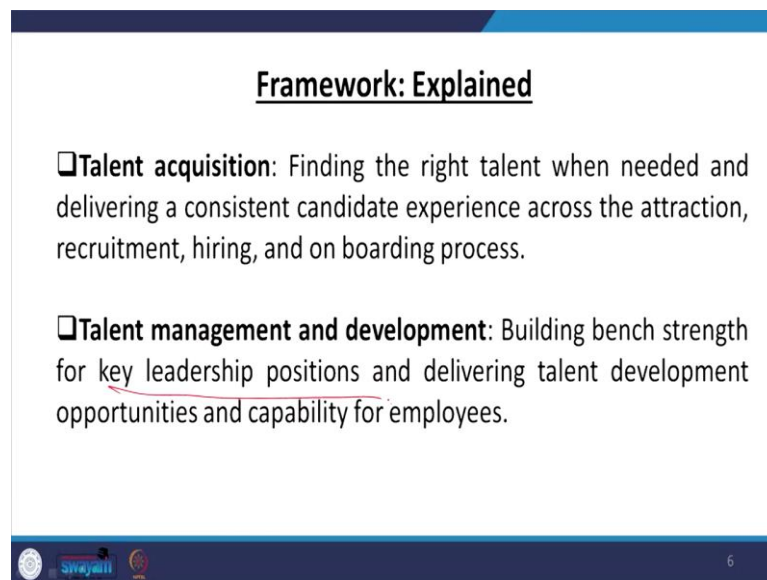 Framework: Explained
❑Talent acquisition: Finding the right talent when needed and
delivering a consistent candidate experience across the attraction,
recruitment, hiring, and on boarding process.
❑Talent management and development: Building bench strength
for key leadership positions and delivering talent development
opportunities and capability for employees.
swayam
6